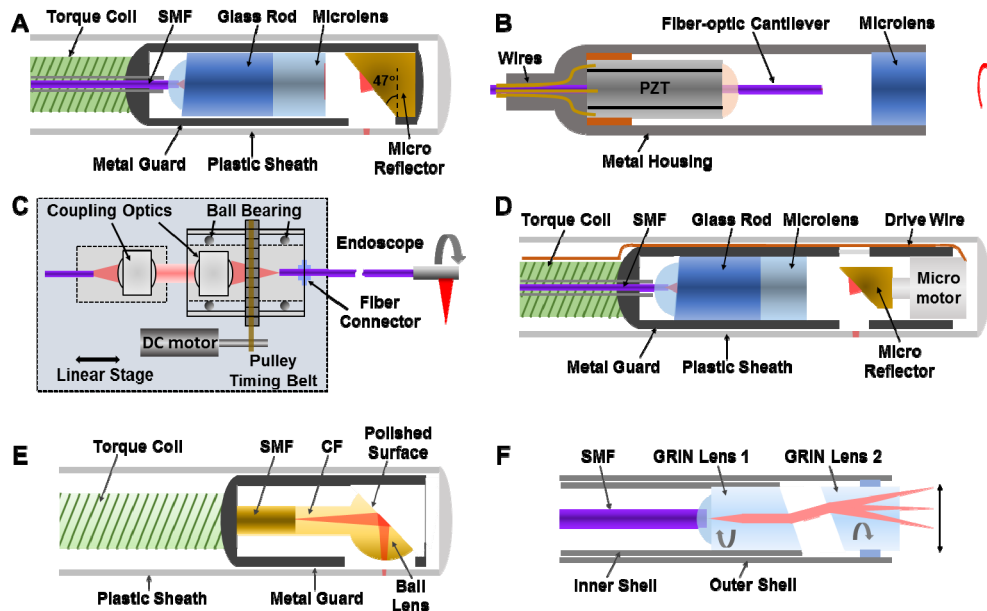 A
Torque Coil
SMF
Glass Rod
Microlens
47°
Metal Guard
Plastic Sheath
Micro
Reflector
B
Wires
Fiber-optic Cantilever
Microlens
PZT
Metal Housing
C
Coupling Optics
Ball Bearing
Endoscope
Fiber
Connector
DC motor
Pulley
Linear Stage
Timing Belt
D
Torque Coil
SMF
Glass Rod
Microlens
Drive Wire
Micro
motor
Metal Guard
Plastic Sheath
Micro
Reflector
E
Torque Coil
SMF
CF
Polished
Surface
Plastic Sheath
Metal Guard
Ball
Lens
F
SMF
GRIN Lens 1
GRIN Lens 2
Inner Shell
Outer Shell